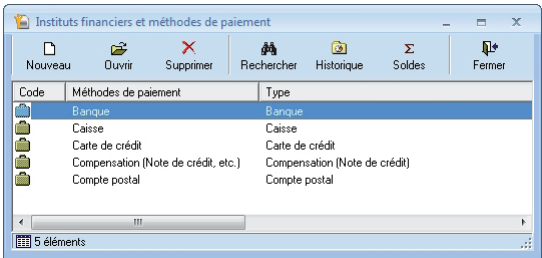 Instituts financiers et méthodes de paiement
Nouveau Ouvrir Supprimer Rechercher Historique Soldes Fermer
Code Méthodes de paiement Type
Banque Banque
Caisse Caisse
Carte de crédit Carte de crédit
Compensation (Note de crédit, etc.) Compensation (Note de crédit)
Compte postal Compte postal
5 éléments